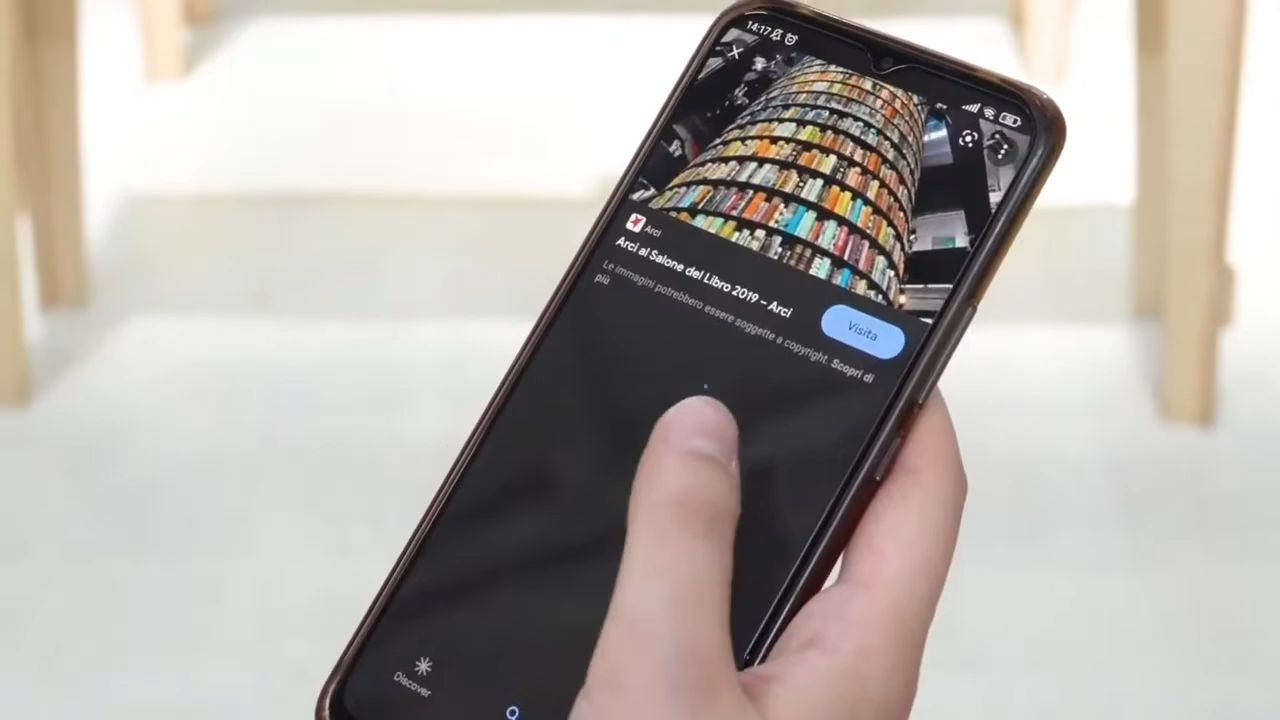 14:17
Arci
Arci al Salone del Libro 2019 – Arci
Le immagini potrebbero essere soggette a copyright. Scopri di
più
Visita
Discover